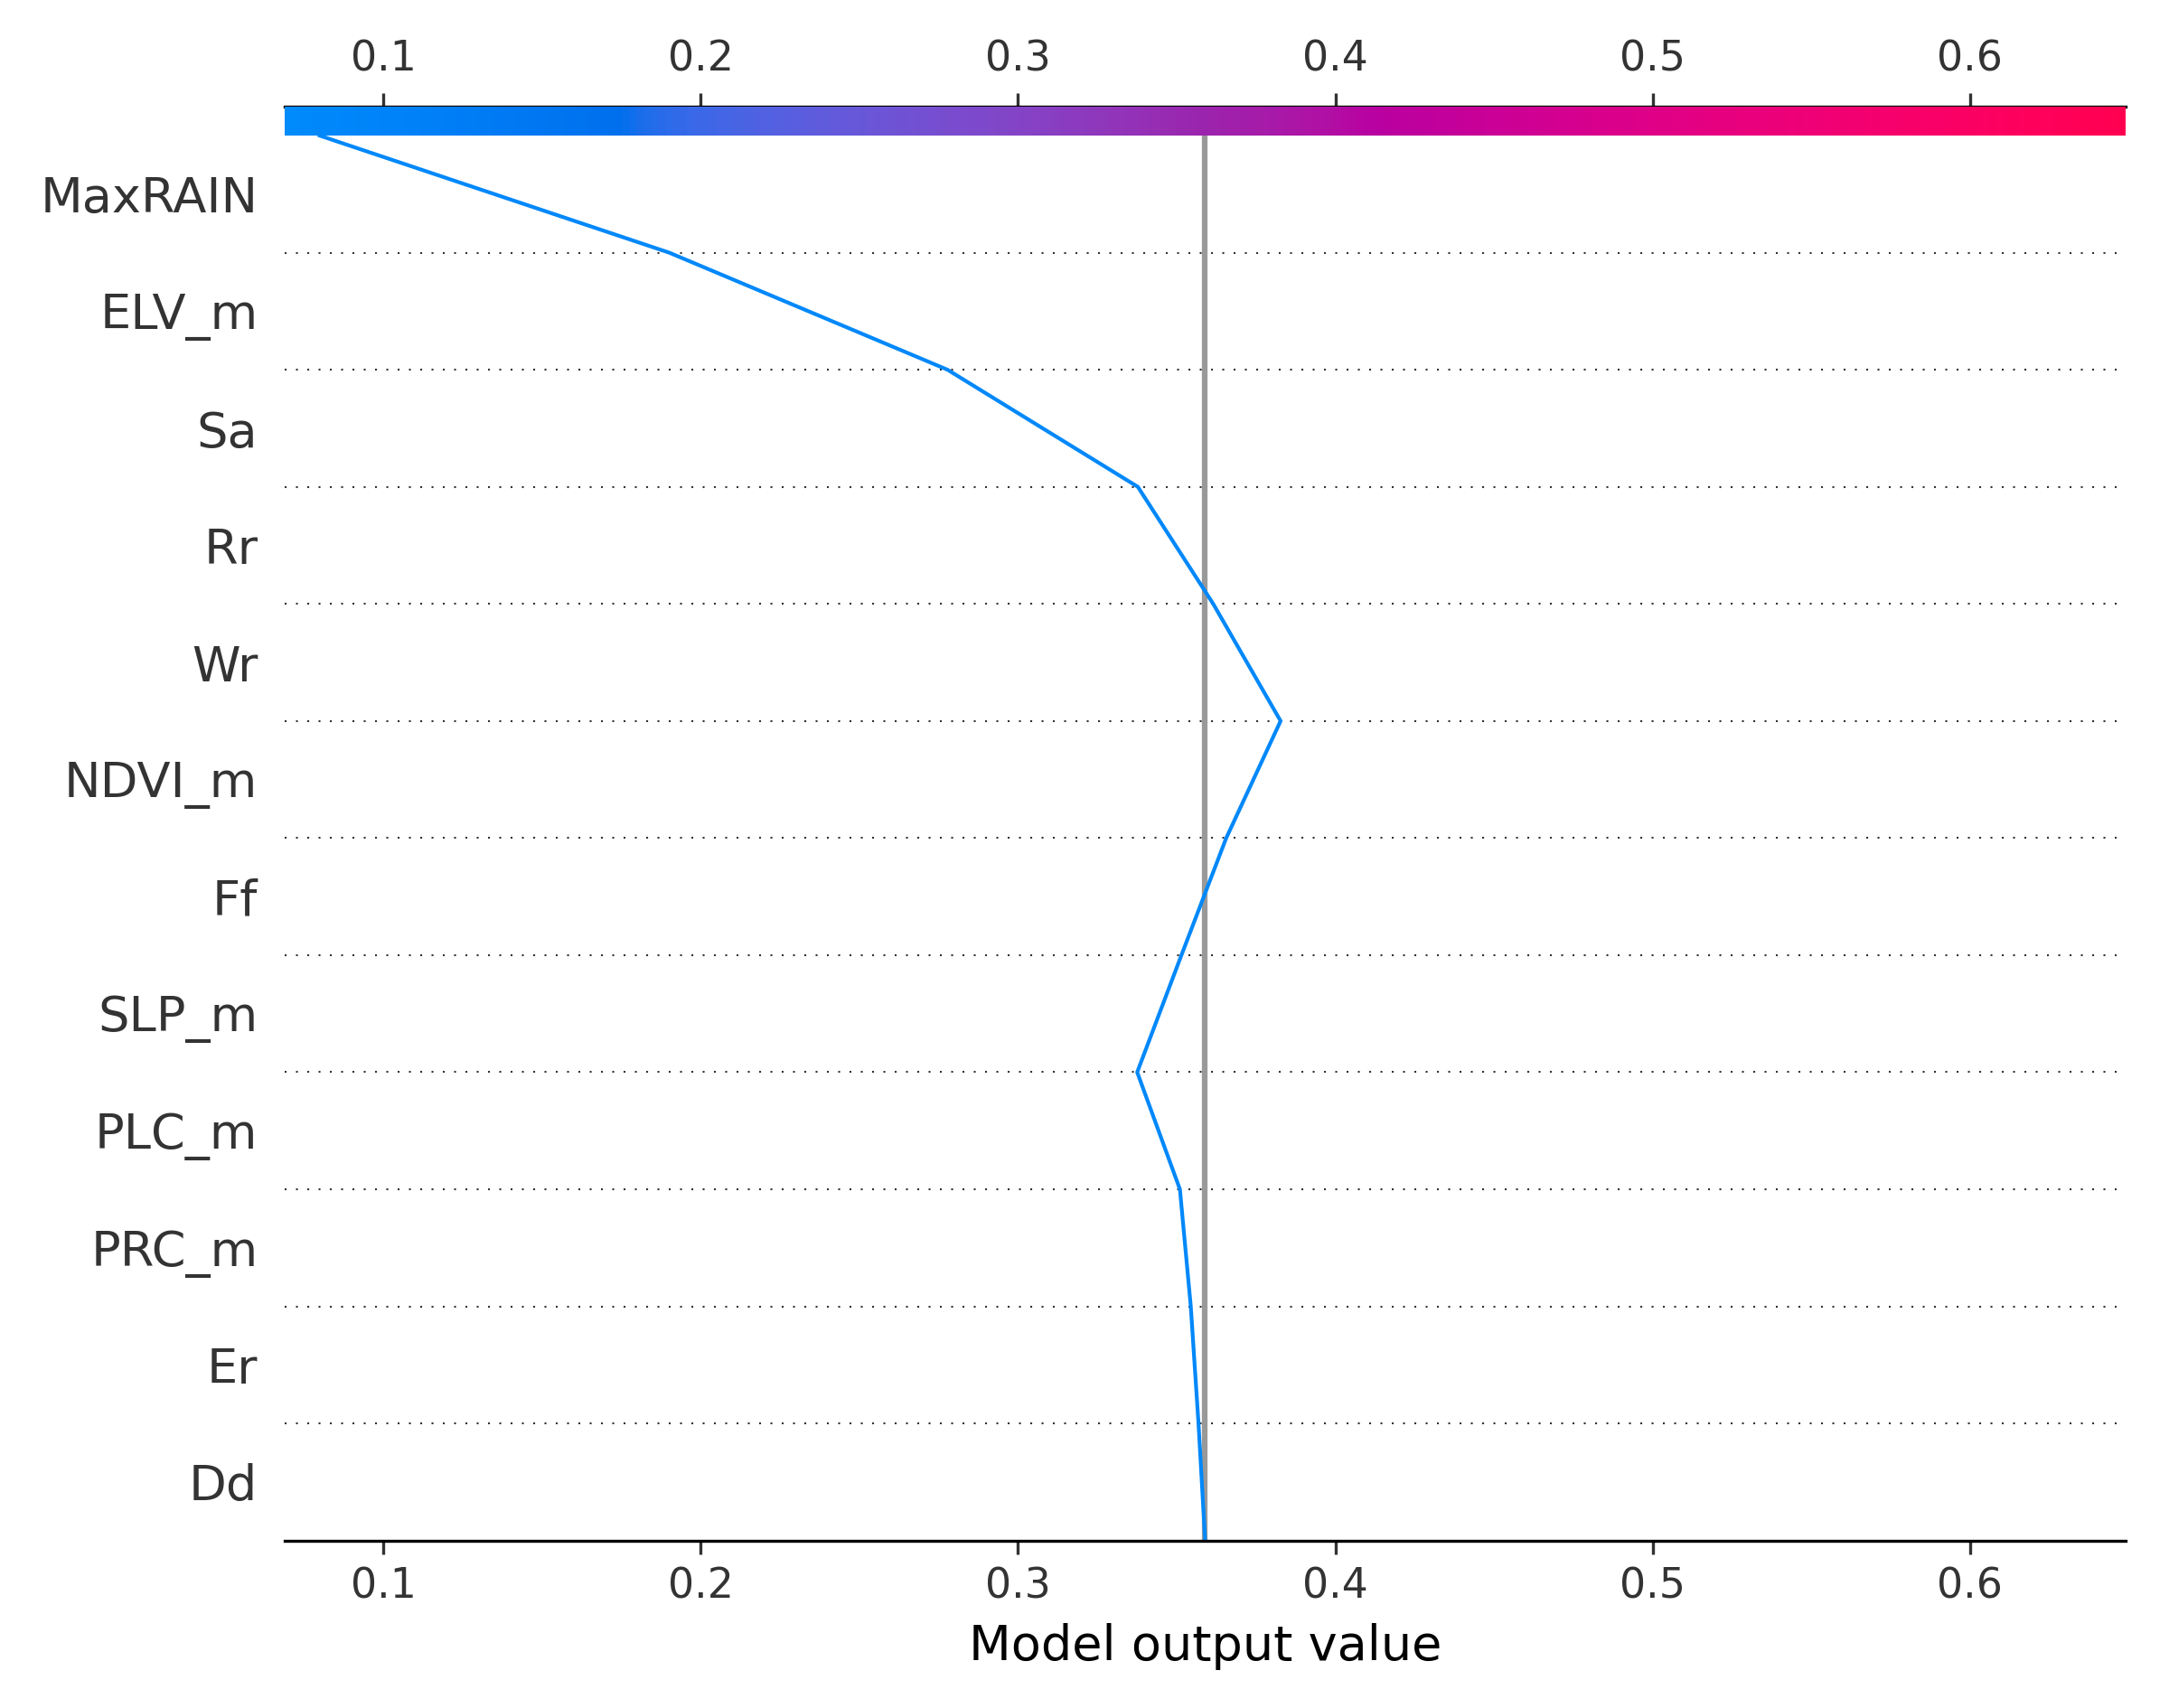 0.1 0.2 0.3 0.4 0.5 0.6
MaxRAIN
ELV_m
Sa
Rr
Wr
NDVI_m
Ff
SLP_m
PLC_m
PRC_m
Er
Dd
0.1 0.2 0.3 0.4 0.5 0.6
Model output value